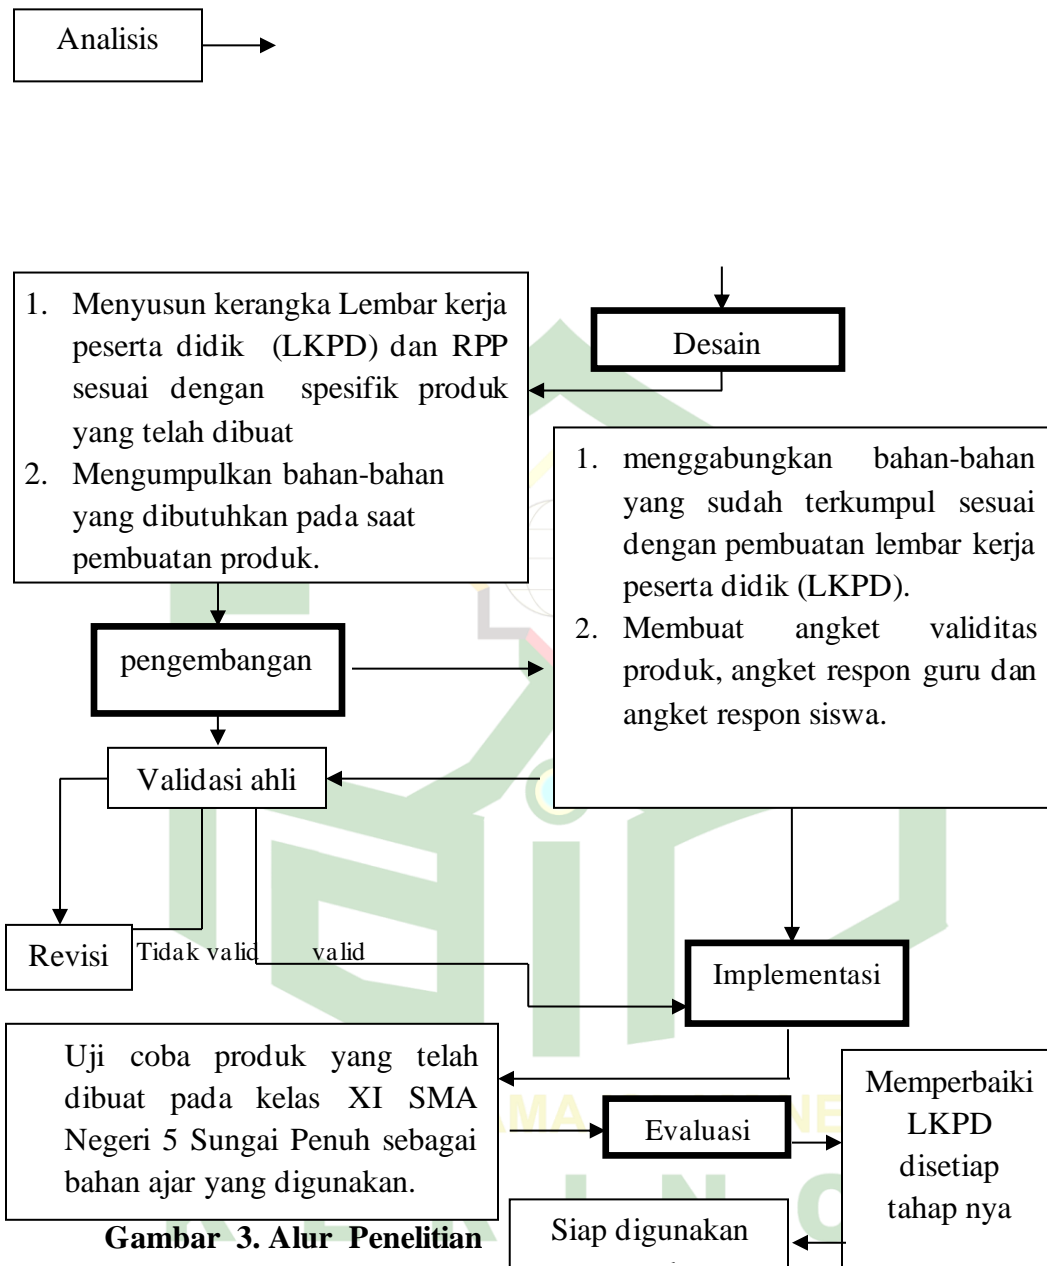 Analisis
1. Menyusun kerangka Lembar kerja
peserta didik (LKPD) dan RPP
sesuai dengan spesifik produk
yang telah dibuat
2. Mengumpulkan bahan-bahan
yang dibutuhkan pada saat
pembuatan produk.
Desain
1. menggabungkan bahan-bahan
yang sudah terkumpul sesuai
dengan pembuatan lembar kerja
peserta didik (LKPD).
2. Membuat angket validitas
produk, angket respon guru dan
angket respon siswa.
pengembangan
Validasi ahli
Revisi
Tidak valid valid
Implementasi
Uji coba produk yang telah
dibuat pada kelas XI SMA
Negeri 5 Sungai Penuh sebagai
bahan ajar yang digunakan.
Evaluasi
Memperbaiki
LKPD
disetiap
tahap nya
Siap digunakan
Gambar 3. Alur Penelitian